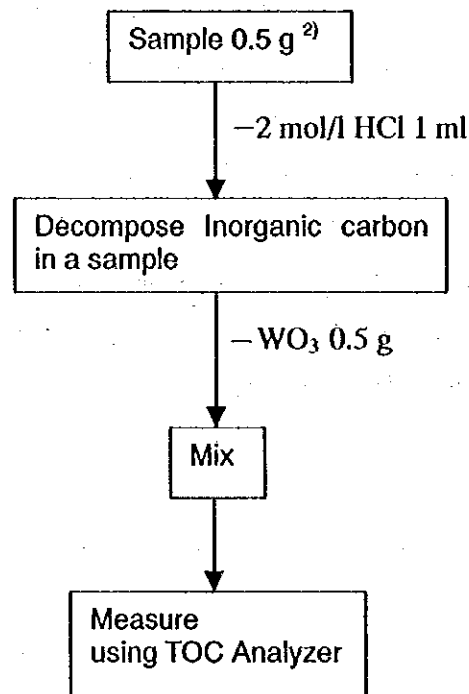 Sample 0.5 g 2)
–2 mol/l HCl 1 ml
Decompose Inorganic carbon
in a sample
–WO3 0.5 g
Mix
Measure
using TOC Analyzer